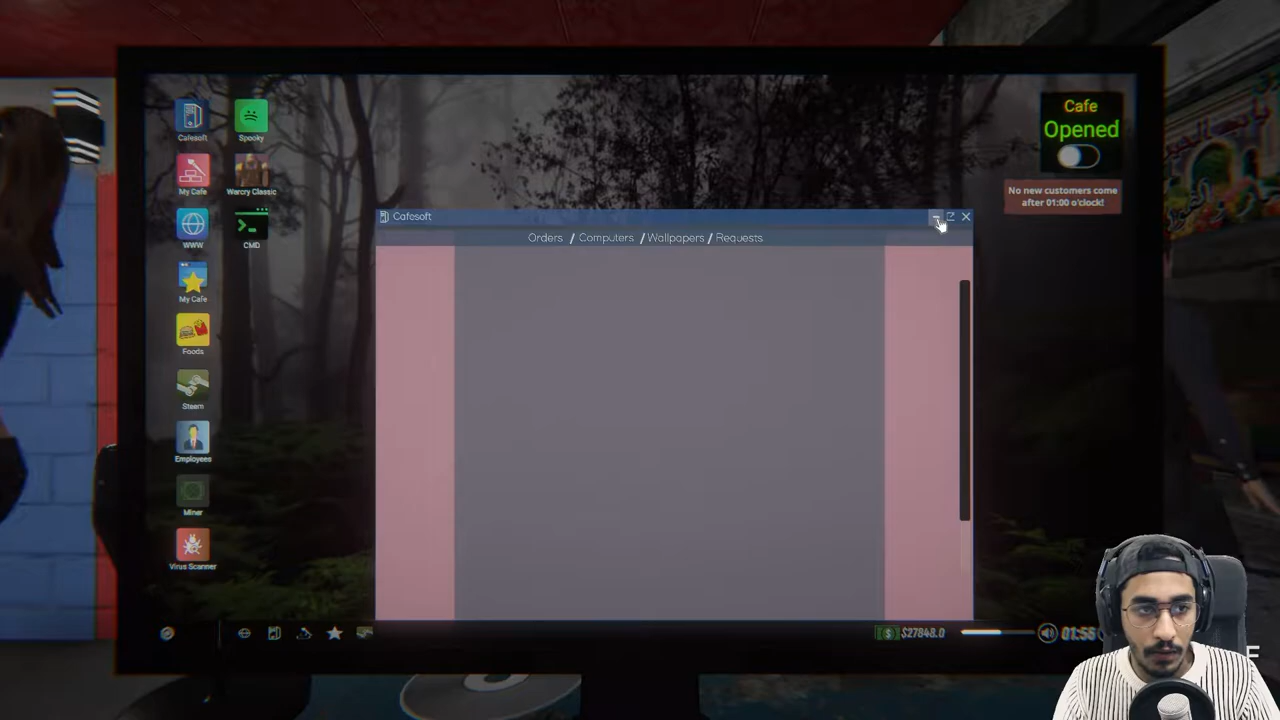 Cafe
Opened
No new customers come
after 01:00 o'clock!
Cafesoft
Spooky
My Cafe
Warcry Classic
WWW
CMD
My Cafe
Foods
Steam
Employees
Miner
Virus Scanner
Cafesoft
Orders / Computers / Wallpapers / Requests
$27848.0